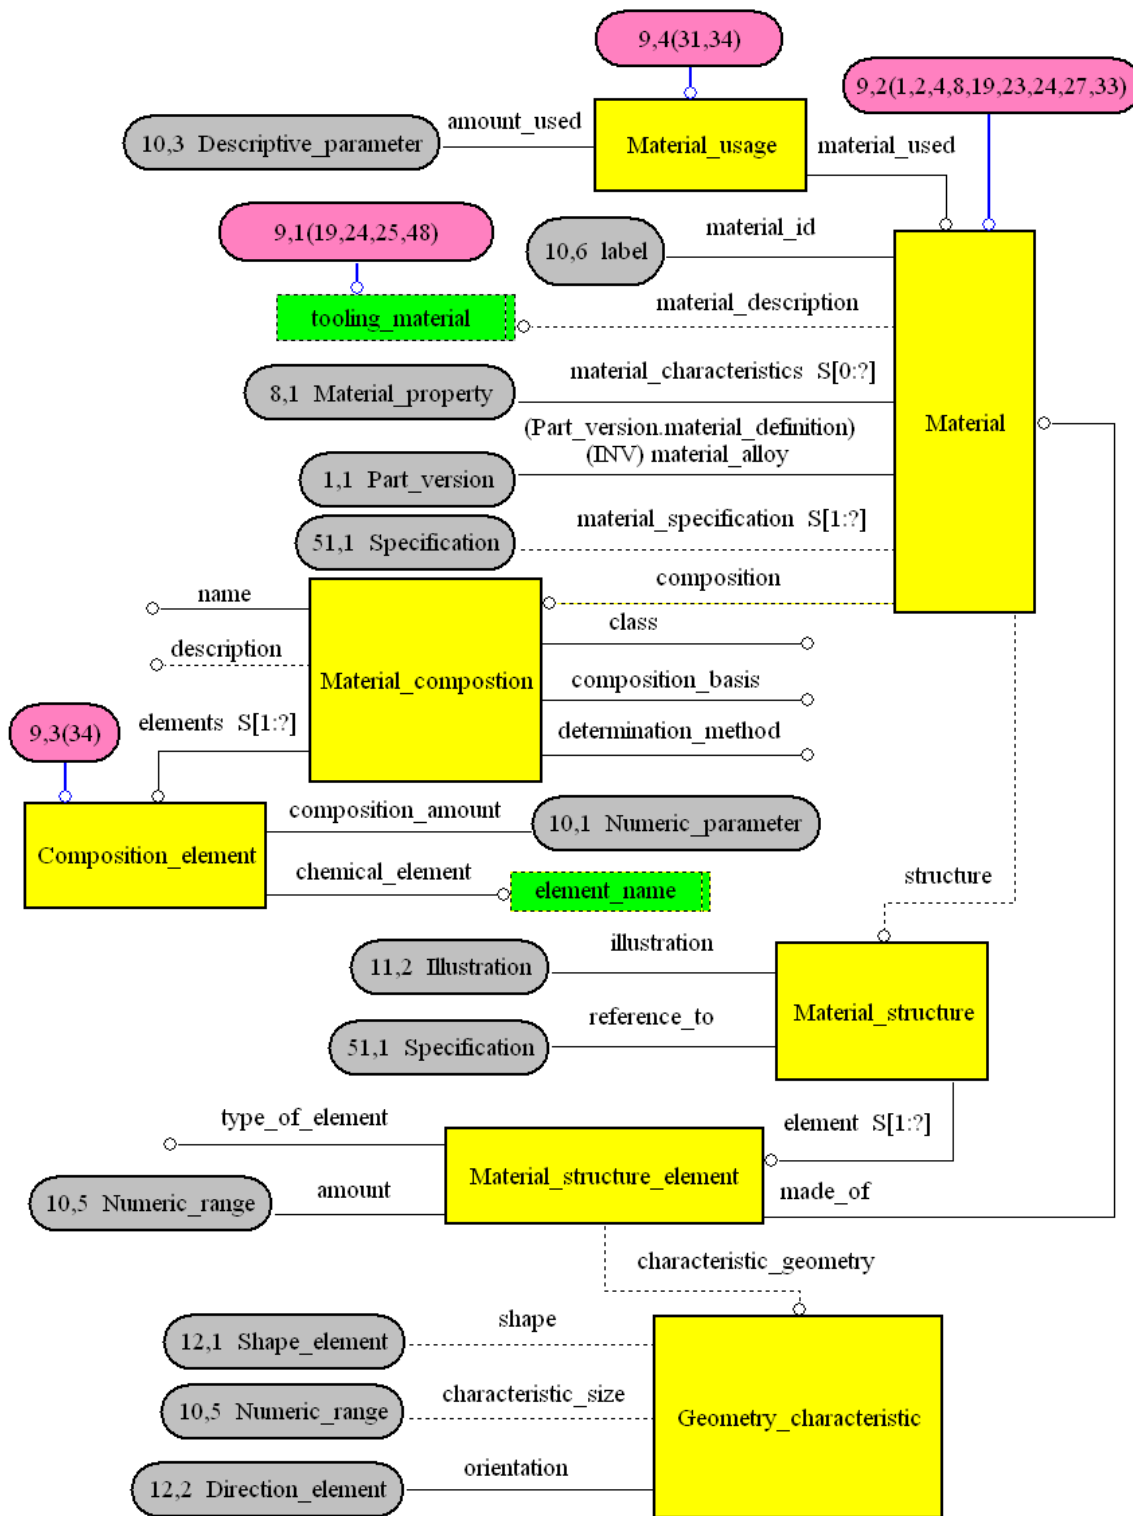 9,4(31,34)
9,2(1,2,4,8,19,23,24,27,33)
amount_used
10,3 Descriptive_parameter
Material_usage
material_used
9,1(19,24,25,48)
material_id
10,6 label
material_description
tooling_material
material_characteristics S[0:?]
8,1 Material_property
Material
(Part_version.material_definition)
(INV) material_alloy
1,1 Part_version
material_specification S[1:?]
51,1 Specification
composition
name
class
description
Material_compostion
composition_basis
elements S[1:?]
determination_method
9,3(34)
composition_amount
10,1 Numeric_parameter
Composition_element
chemical_element
element_name
structure
illustration
11,2 Illustration
Material_structure
reference_to
51,1 Specification
type_of_element
element S[1:?]
Material_structure_element
made_of
amount
10,5 Numeric_range
characteristic_geometry
shape
12,1 Shape_element
characteristic_size
10,5 Numeric_range
Geometry_characteristic
orientation
12,2 Direction_element